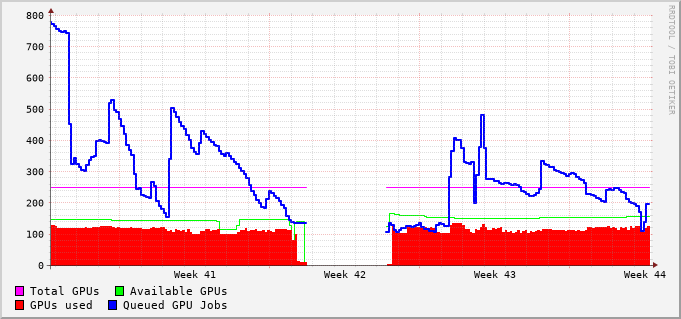 800
700
600
500
400
300
200
100
0
Week 41 Week 42 Week 43 Week 44
Total GPUs Available GPUs
GPUs used Queued GPU Jobs
RRDTOOL / TOBI OETIKER